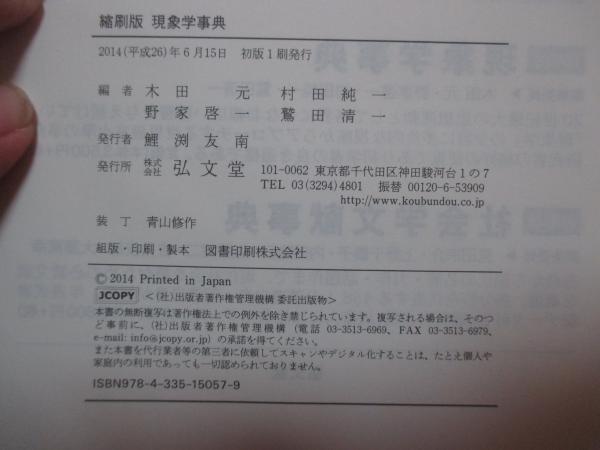 縮刷版 現象学事典
2014(平成26)年6月15日 初版1刷発行
編者 木田 元 村田純一
野家啓一 鷲田清一
発行者 鯉渕友南
発行所 株式会社 弘文堂 101-0062 東京都千代田区神田駿河台1の7
TEL 03(3294)4801 振替 00120-6-53909
http://www.koubundou.co.jp
装丁 青山修作
組版・印刷・製本 図書印刷株式会社
© 2014 Printed in Japan
JCOPY <(社)出版者著作権管理機構 委託出版物>
本書の無断複写は著作権法上での例外を除き禁じられています。複写される場合は、そのつ
ど事前に、(社)出版者著作権管理機構(電話 03-3513-6969、FAX 03-3513-6979、
e-mail: info@jcopy.or.jp)の承諾を得てください。
また本書を代行業者等の第三者に依頼してスキャンやデジタル化することは、たとえ個人や
家庭内の利用であっても一切認められておりません。
ISBN978-4-335-15057-9